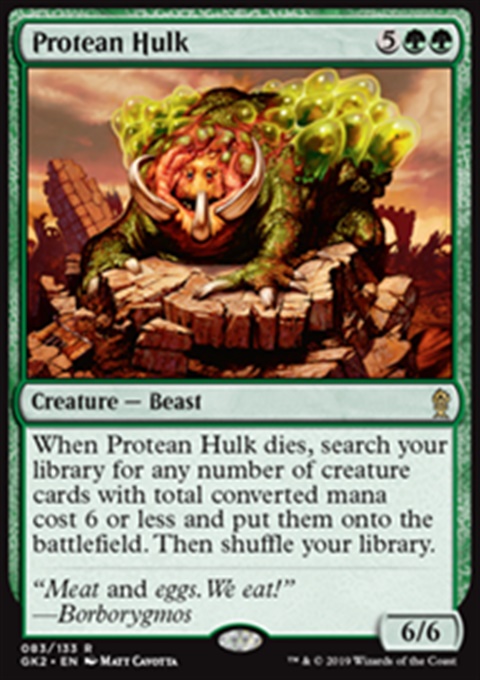 Protean Hulk 5
Creature — Beast
When Protean Hulk dies, search your
library for any number of creature
cards with total converted mana
cost 6 or less and put them onto the
battlefield. Then shuffle your library.
“Meat and eggs. We eat!”
—Borborygmos
6/6
083/133 R
GK2 • EN Matt Cavotta
™ & © 2019 Wizards of the Coast